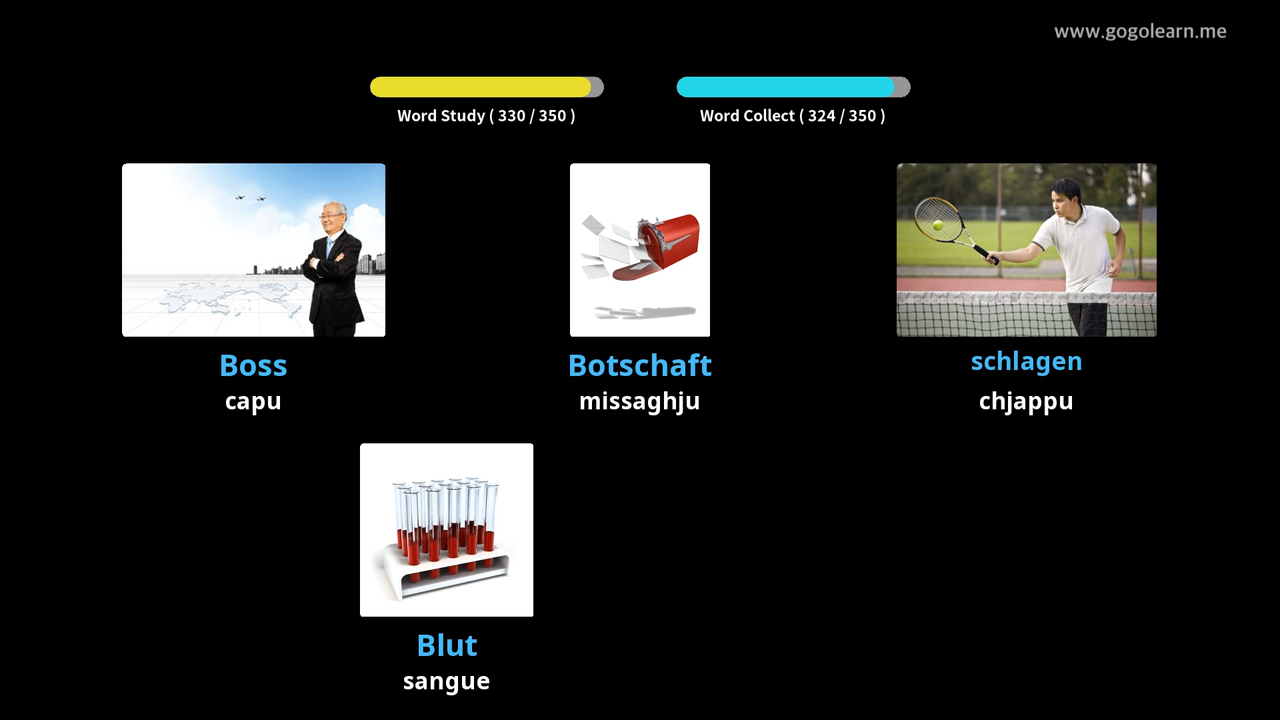 www.gogolearn.me
Word Study ( 330 / 350 )
Word Collect ( 324 / 350 )
Boss
capu
Botschaft
missaghju
schlagen
chjappu
Blut
sangue